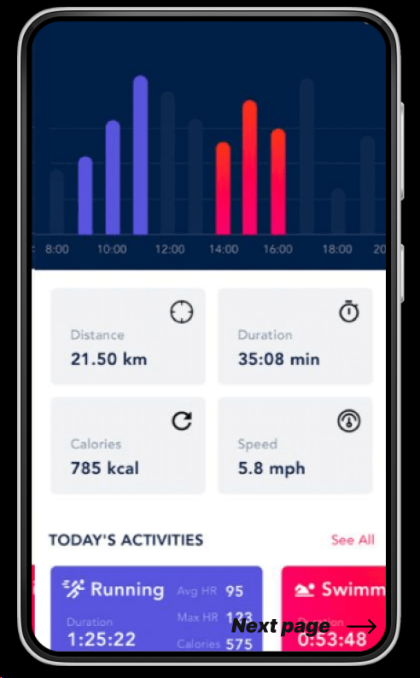 8:00 10:00 12:00 14:00 16:00 18:00 20
Distance
21.50 km
Duration
35:08 min
Calories
785 kcal
Speed
5.8 mph
TODAY'S ACTIVITIES See All
Running
Avg HR 95
Duration
1:25:22
Max HR
Calories 575
Swimm
0:53:48
Next page